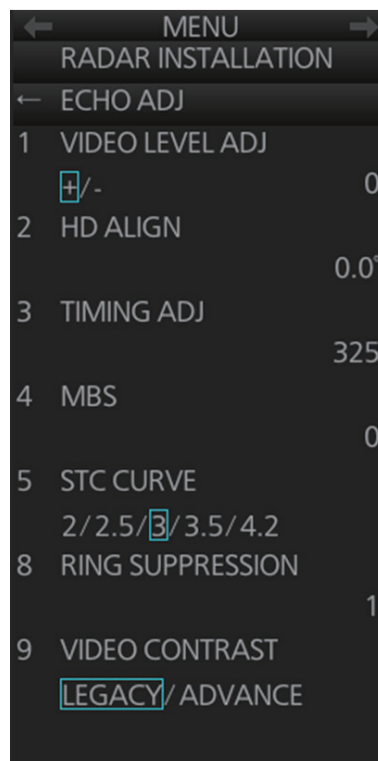 ← MENU →
RADAR INSTALLATION
← ECHO ADJ
1 VIDEO LEVEL ADJ
+/- 0
2 HD ALIGN
0.0°
3 TIMING ADJ
325
4 MBS
0
5 STC CURVE
2/2.5/3/3.5/4.2
8 RING SUPPRESSION
1
9 VIDEO CONTRAST
LEGACY/ADVANCE